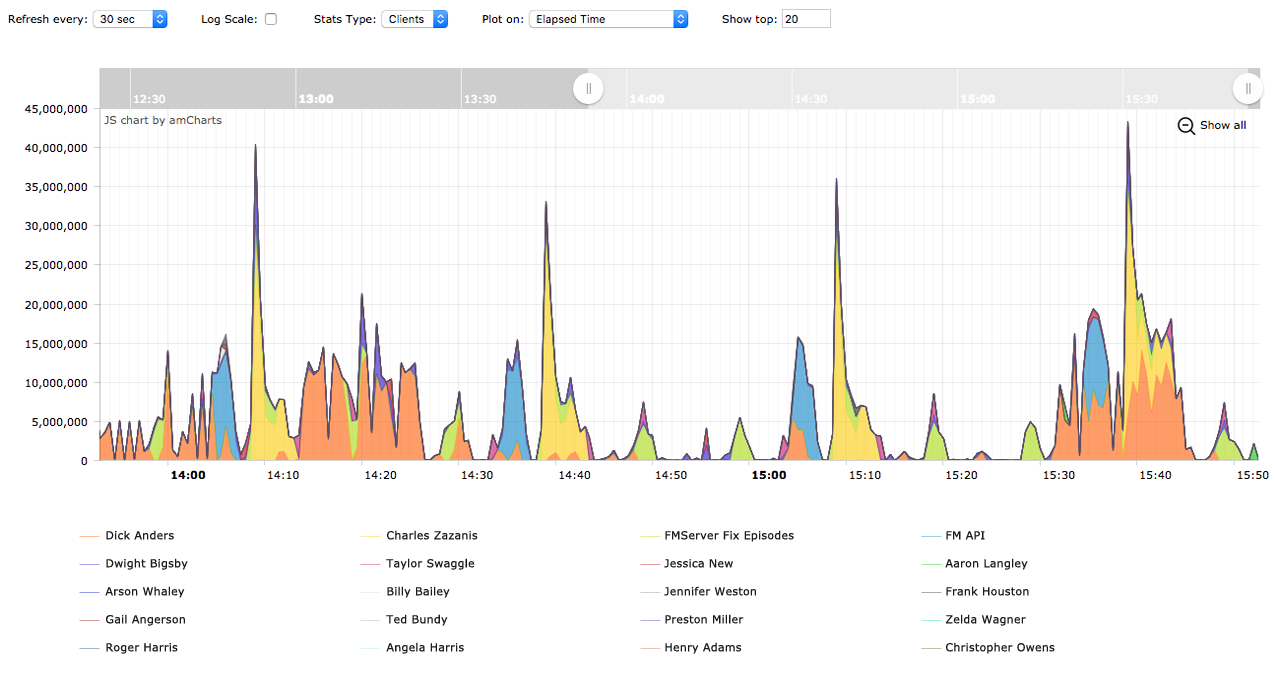 Refresh every: 30 sec Log Scale: Stats Type: Clients Plot on: Elapsed Time Show top: 20
12:30 13:00 13:30 14:00 14:30 15:00 15:30
JS chart by amCharts
Show all
45,000,000
40,000,000
35,000,000
30,000,000
25,000,000
20,000,000
15,000,000
10,000,000
5,000,000
0
14:00 14:10 14:20 14:30 14:40 14:50 15:00 15:10 15:20 15:30 15:40 15:50
Dick Anders Charles Zazanis FMServer Fix Episodes FM API
Dwight Bigsby Taylor Swaggle Jessica New Aaron Langley
Arson Whaley Billy Bailey Jennifer Weston Frank Houston
Gail Angerson Ted Bundy Preston Miller Zelda Wagner
Roger Harris Angela Harris Henry Adams Christopher Owens